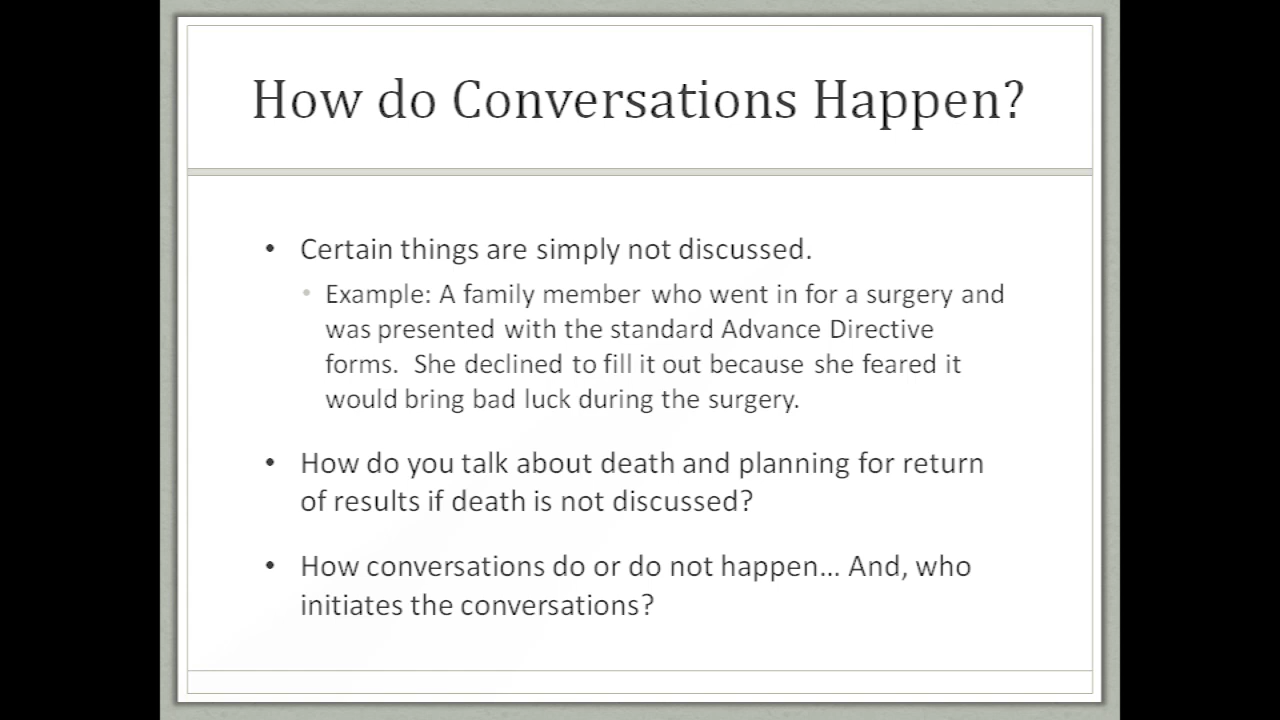 How do Conversations Happen?
• Certain things are simply not discussed.
• Example: A family member who went in for a surgery and
was presented with the standard Advance Directive
forms.  She declined to fill it out because she feared it
would bring bad luck during the surgery.
• How do you talk about death and planning for return
of results if death is not discussed?
• How conversations do or do not happen... And, who
initiates the conversations?